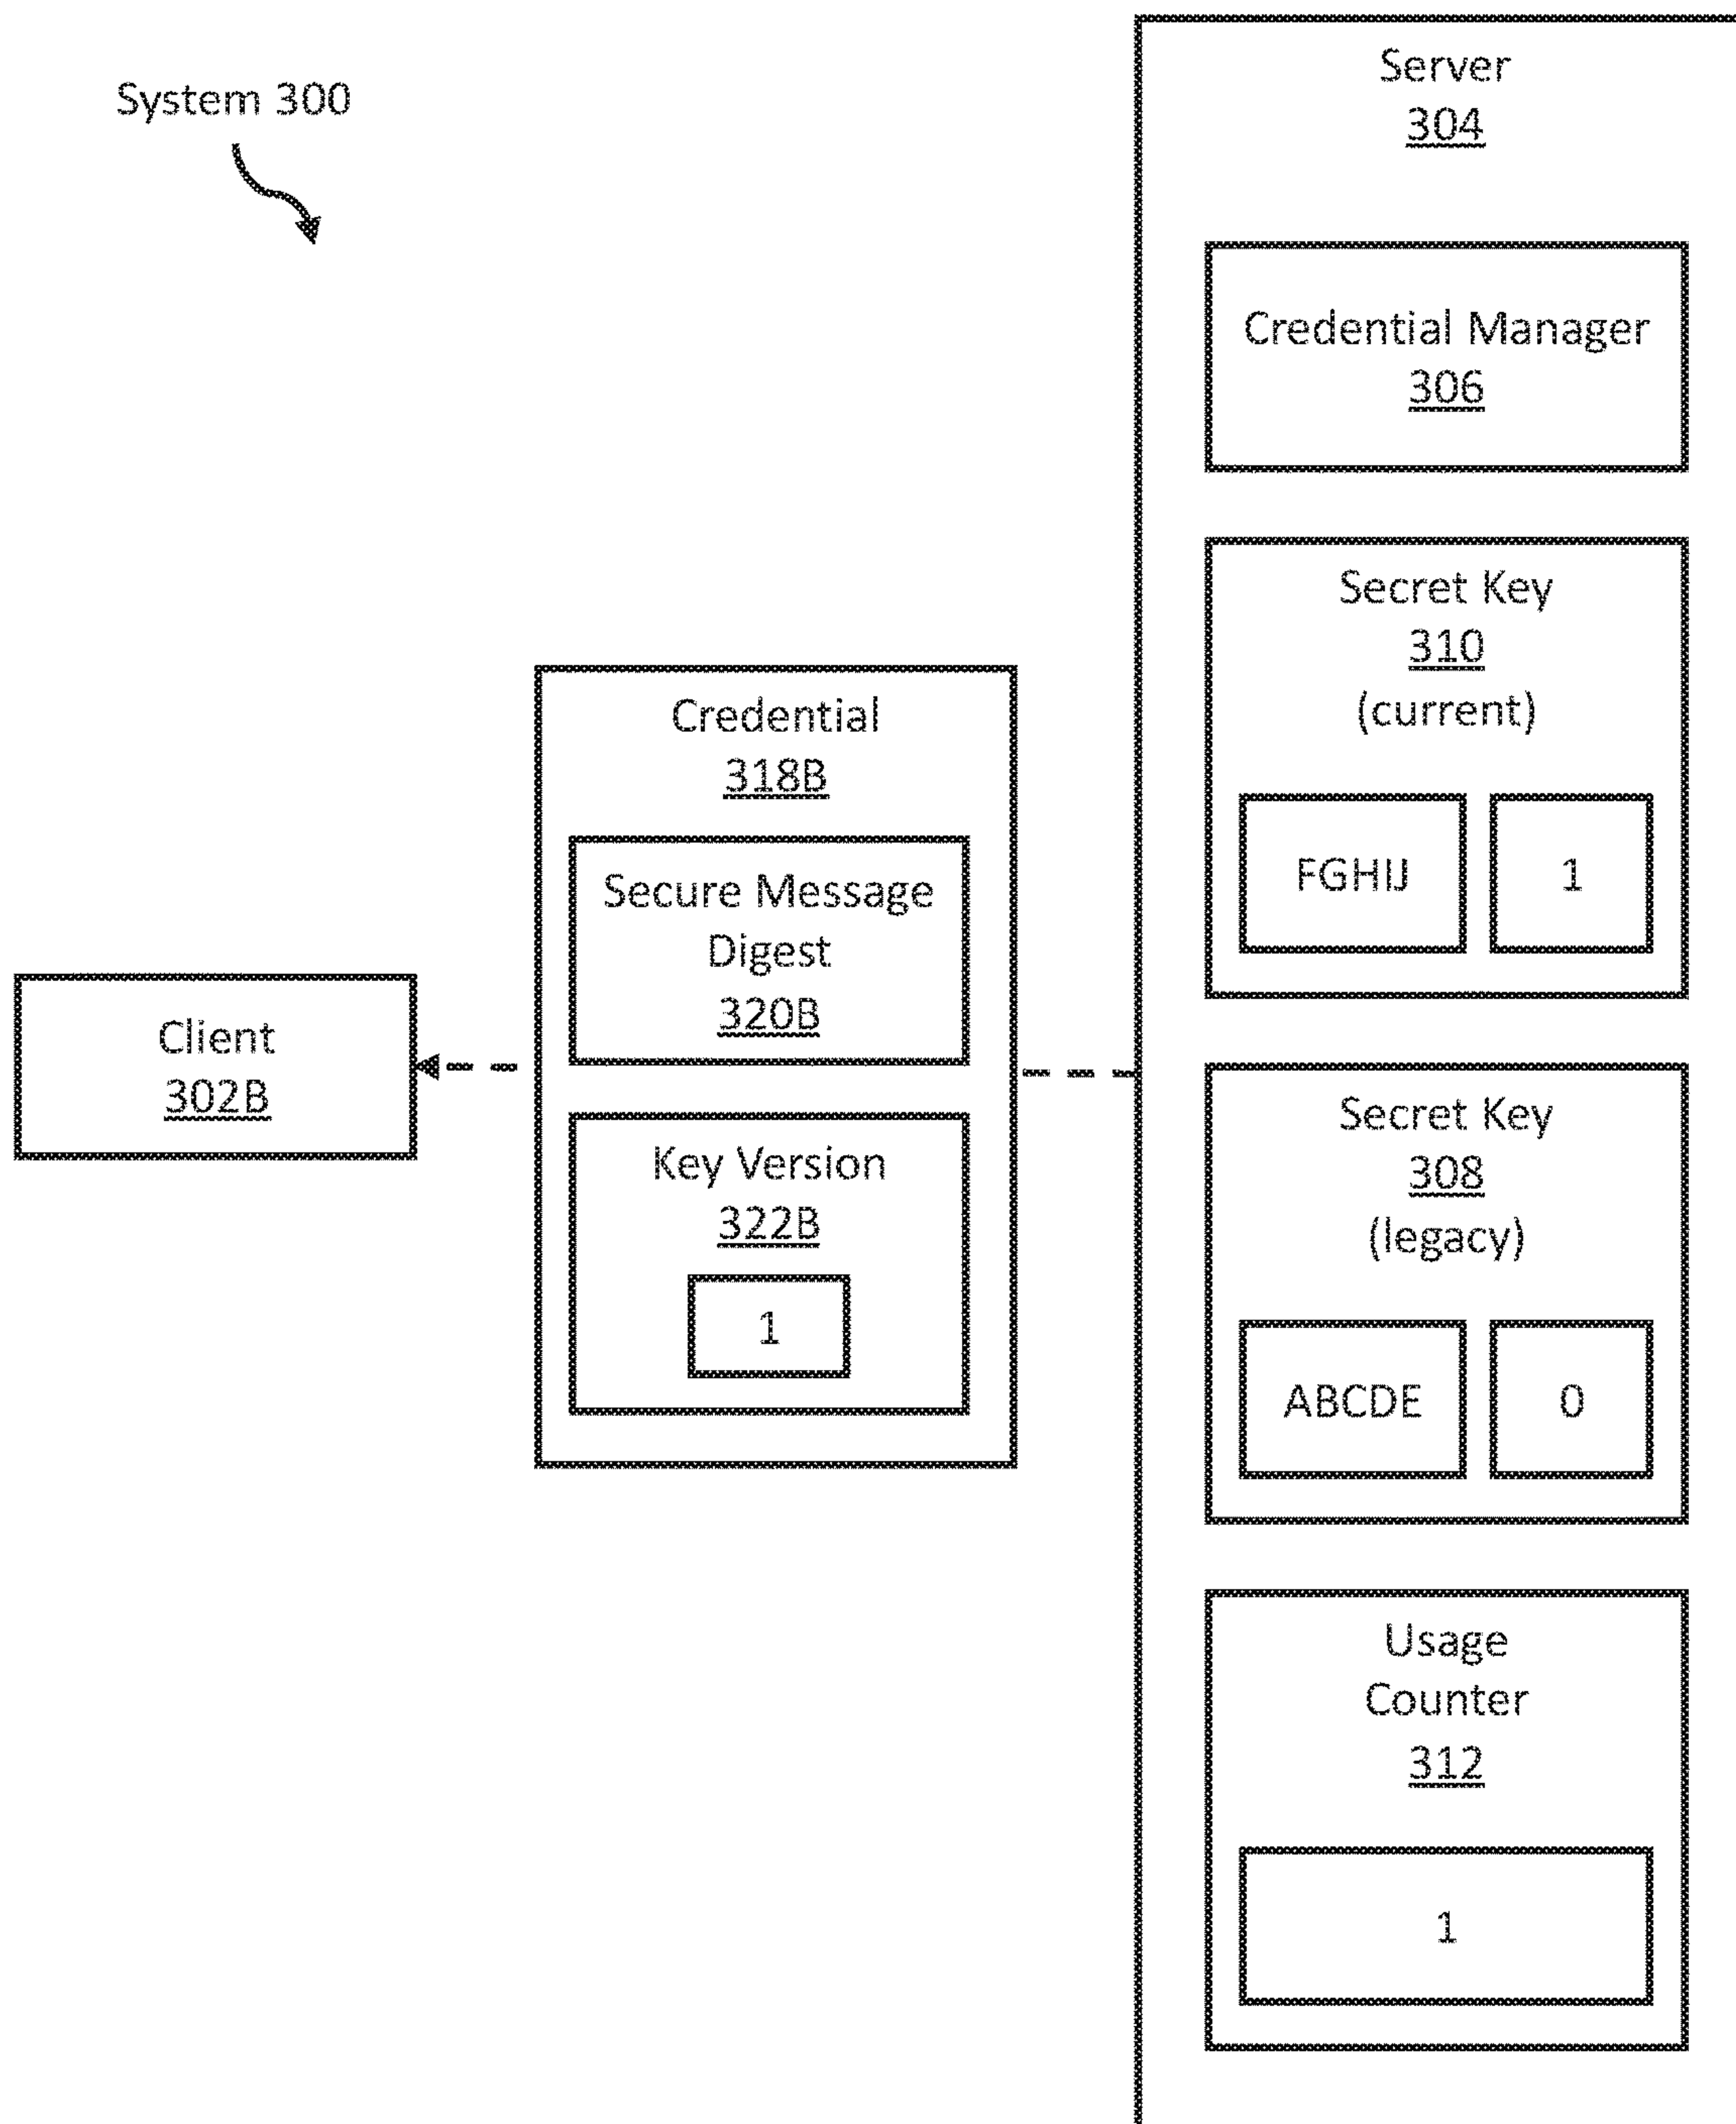 System 300
Server
304
Credential Manager
306
Secret Key
310
(current)
FGHIJ
1
Credential
318B
Secure Message
Digest
320B
Key Version
322B
1
Client
302B
Secret Key
308
(legacy)
ABCDE
0
Usage
Counter
312
1